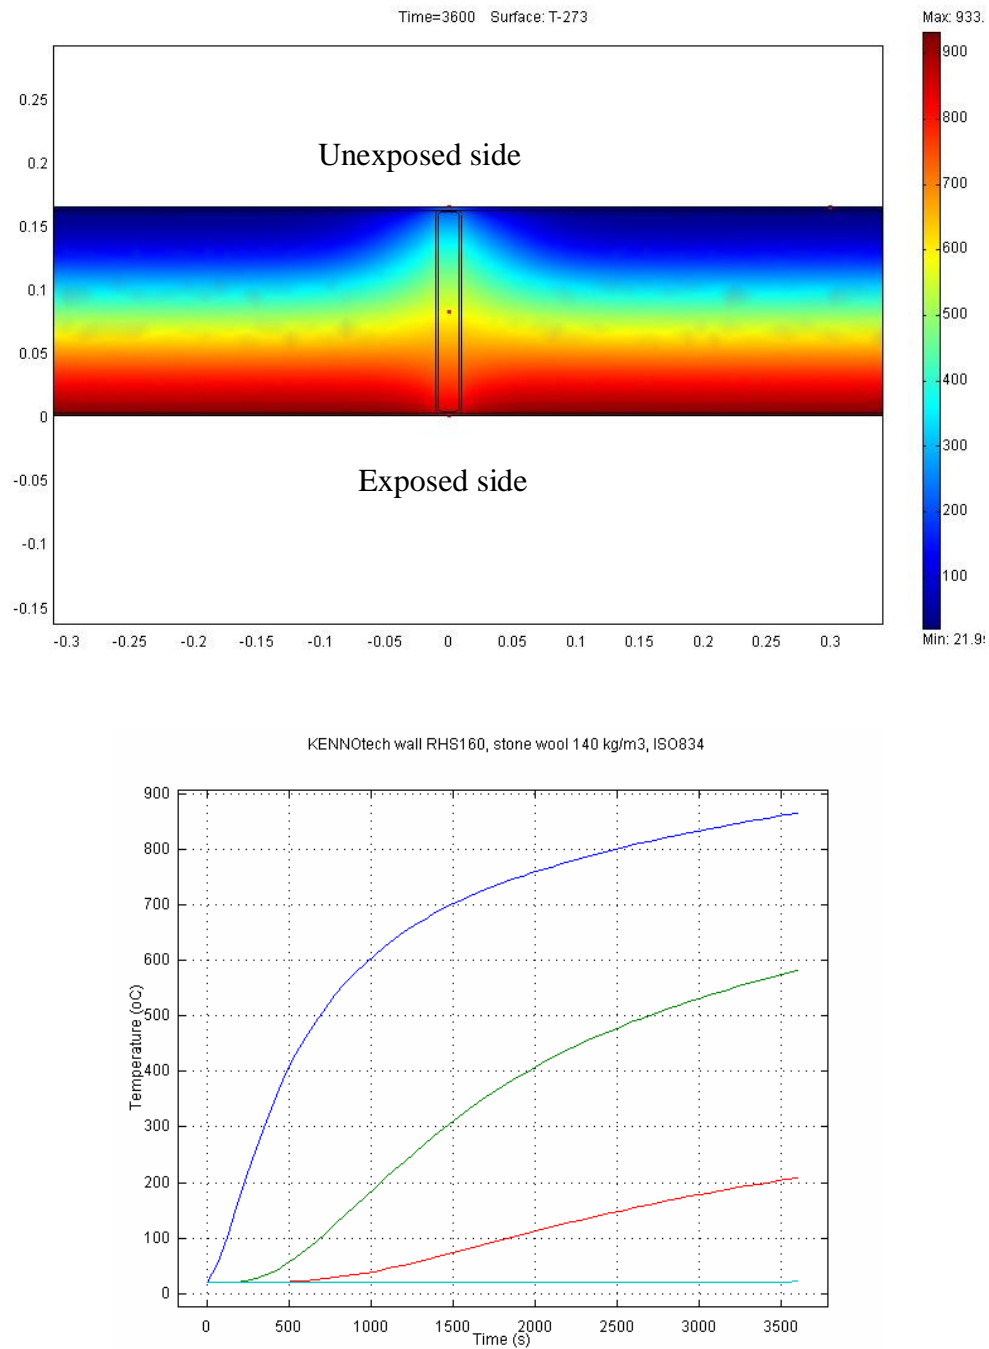 Time=3600 Surface: T-273
Max: 933.
0.25
0.2
0.15
0.1
0.05
0
-0.05
-0.1
-0.15
Unexposed side
Exposed side
900
800
700
600
500
400
300
200
100
-0.3 -0.25 -0.2 -0.15 -0.1 -0.05 0 0.05 0.1 0.15 0.2 0.25 0.3
Min: 21.9
KENNOtech wall RHS160, stone wool 140 kg/m3, ISO834
900
800
700
600
500
400
300
200
100
0
Temperature (oC)
0 500 1000 1500 2000 2500 3000 3500
Time (s)